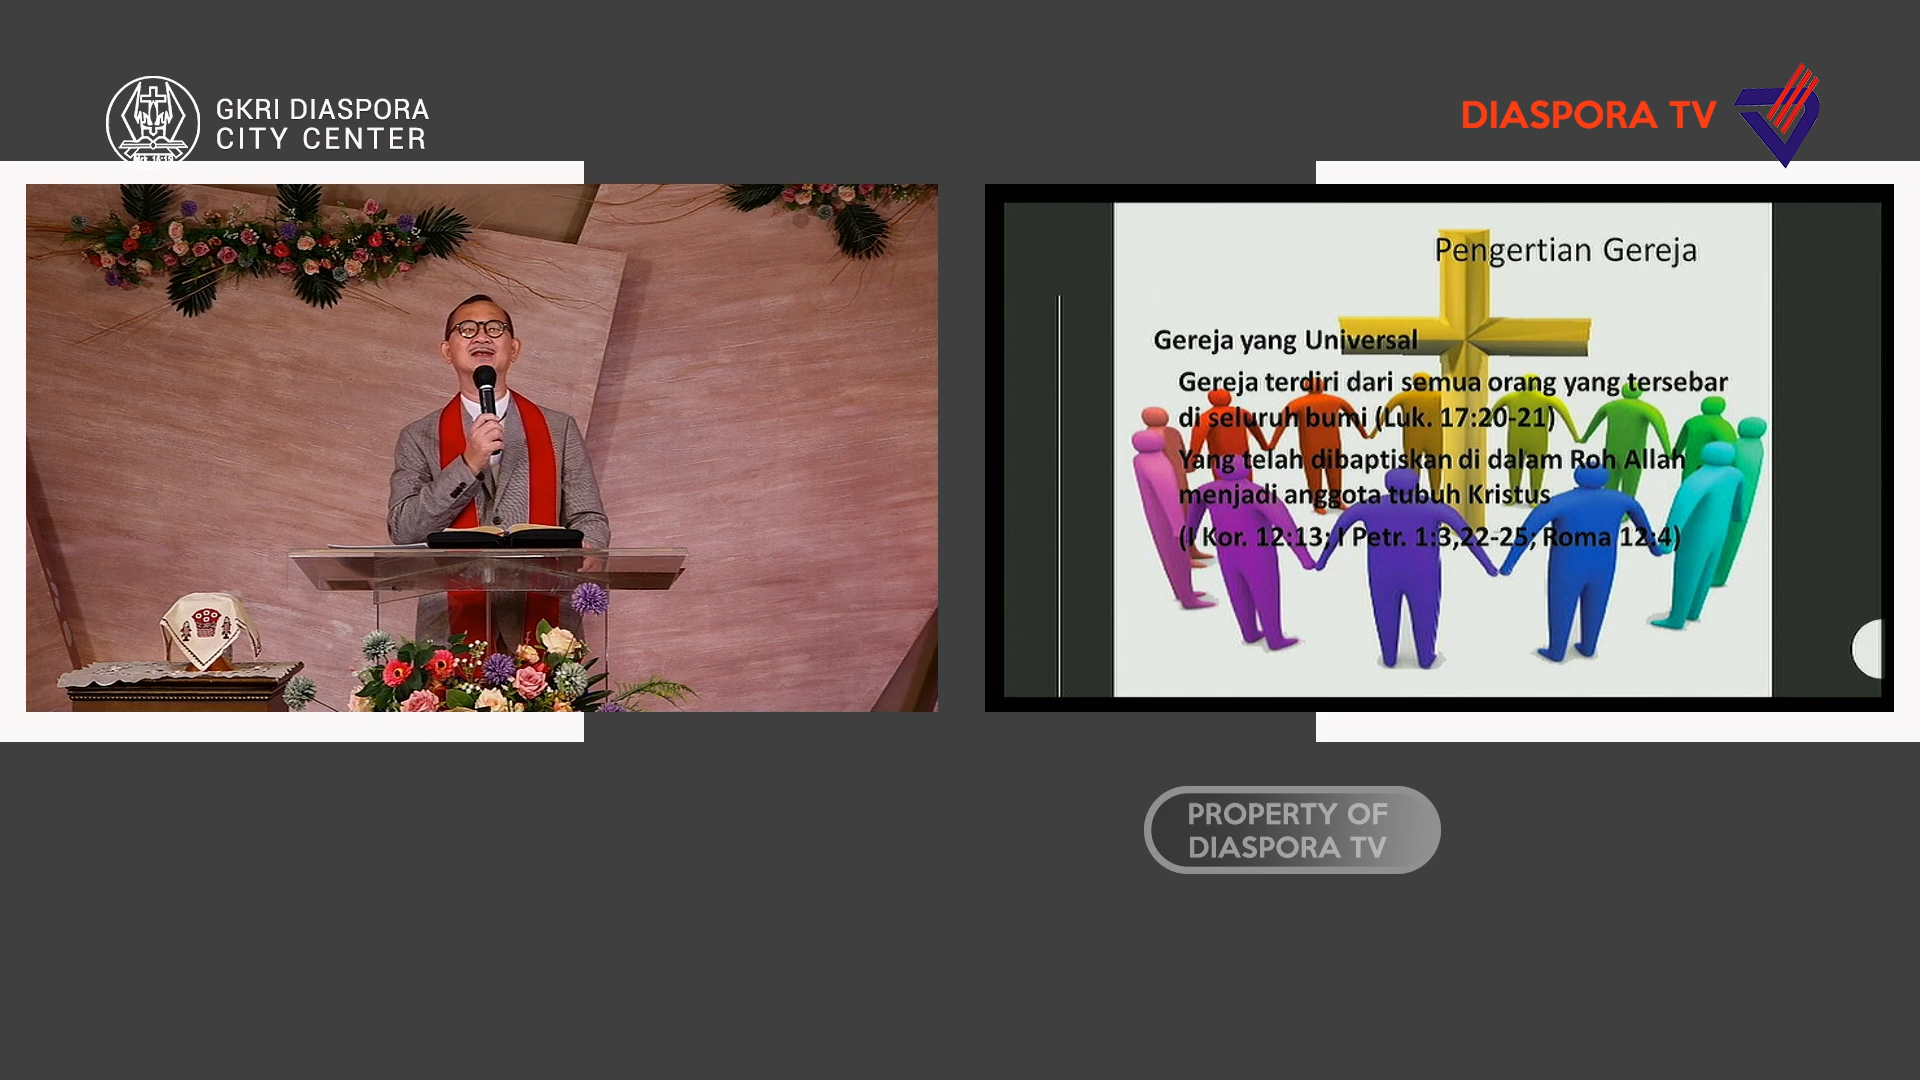 GKRI DIASPORA
CITY CENTER
DIASPORA TV
Pengertian Gereja
Gereja yang Universal
Gereja terdiri dari semua orang yang tersebar
di seluruh bumi (Luk. 17:20-21)
Yang telah dibaptiskan di dalam Roh Allah
menjadi anggota tubuh Kristus
(I Kor. 12:13; I Petr. 1:3,22-25; Roma 12:4)
PROPERTY OF
DIASPORA TV